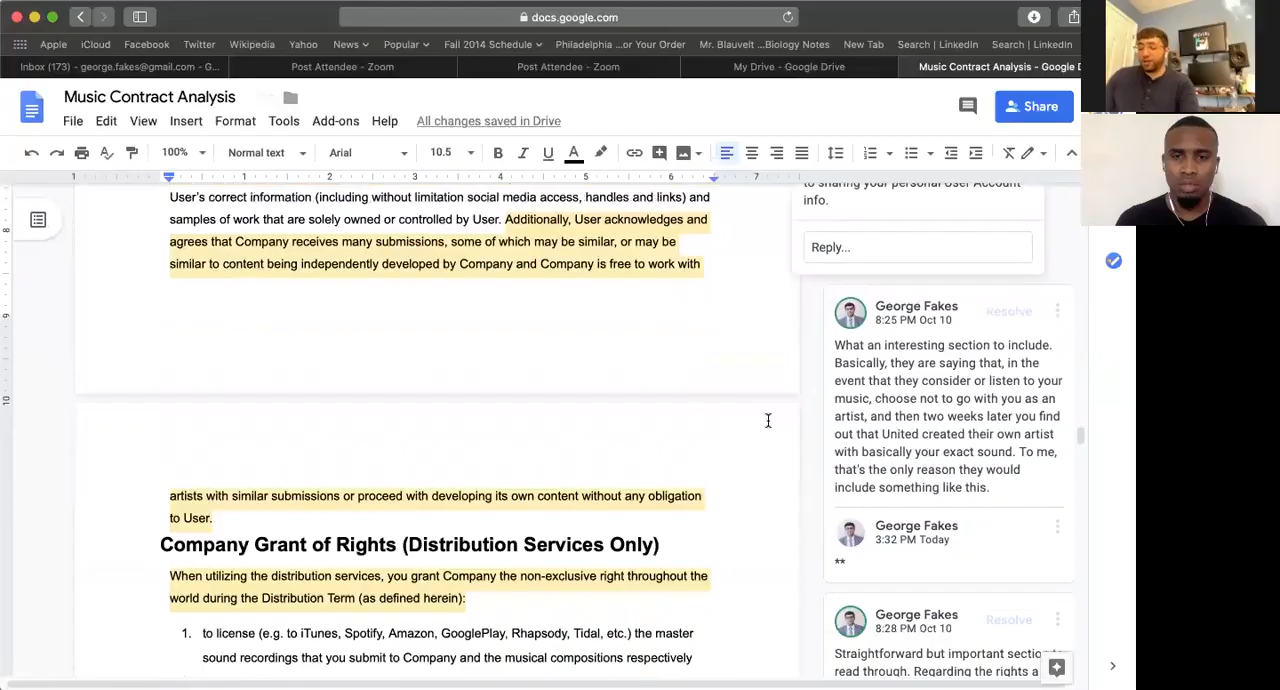 docs.google.com
Apple iCloud Facebook Twitter Wikipedia Yahoo News Popular Fall 2014 Schedule Philadelphia ...or Your Order Mr. Blauvelt ...Biology Notes New Tab Search | LinkedIn Search | LinkedIn
Inbox (173) - george.fakes@gmail.com - G... Post Attendee - Zoom Post Attendee - Zoom My Drive - Google Drive Music Contract Analysis - Google D
Music Contract Analysis
File Edit View Insert Format Tools Add-ons Help All changes saved in Drive
Share
100% Normal text Arial 10.5 B I U A
1 1 2 3 4 5 6 7
User's correct information (including without limitation social media access, handles and links) and
samples of work that are solely owned or controlled by User. Additionally, User acknowledges and
agrees that Company receives many submissions, some of which may be similar, or may be
similar to content being independently developed by Company and Company is free to work with
artists with similar submissions or proceed with developing its own content without any obligation
to User.
Company Grant of Rights (Distribution Services Only)
When utilizing the distribution services, you grant Company the non-exclusive right throughout the
world during the Distribution Term (as defined herein):
1. to license (e.g. to iTunes, Spotify, Amazon, GooglePlay, Rhapsody, Tidal, etc.) the master
sound recordings that you submit to Company and the musical compositions respectively
8
9
10
to sharing your personal User Account
info.
Reply...
George Fakes
8:25 PM Oct 10
Resolve
What an interesting section to include.
Basically, they are saying that, in the
event that they consider or listen to your
music, choose not to go with you as an
artist, and then two weeks later you find
out that United created their own artist
with basically your exact sound. To me,
that's the only reason they would
include something like this.
George Fakes
3:32 PM Today
**
George Fakes
8:28 PM Oct 10
Resolve
Straightforward but important section to
read through. Regarding the rights a